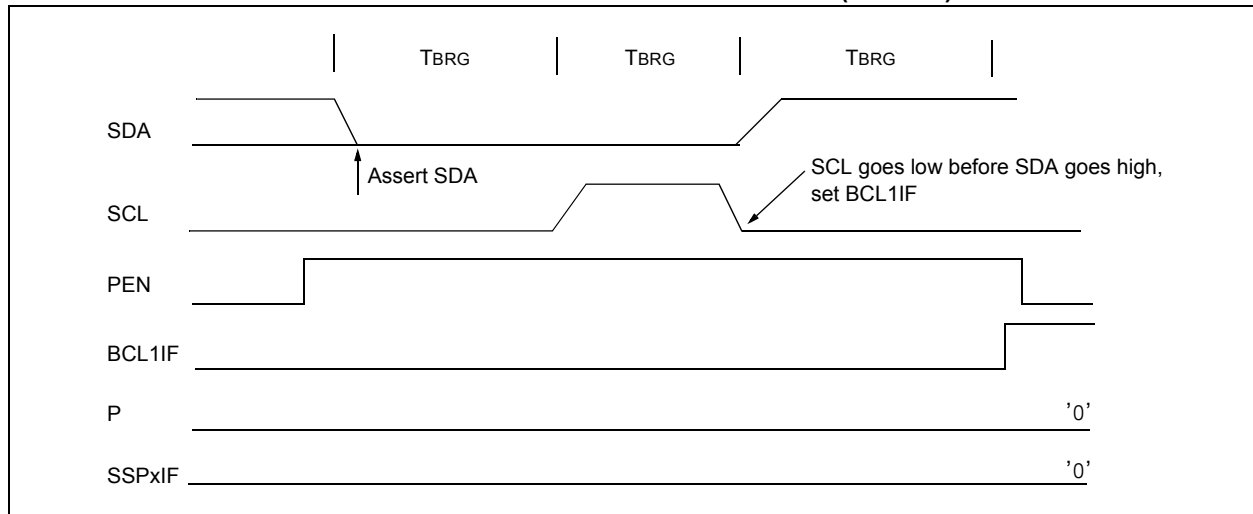 TBRG TBRG TBRG
SDA
Assert SDA
SCL goes low before SDA goes high,
set BCL1IF
SCL
PEN
BCL1IF
P '0'
SSPxIF '0'